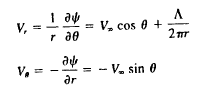 V_r = \frac{1}{r} \frac{\partial \psi}{\partial \theta} = V_\infty \cos \theta + \frac{\Lambda}{2\pi r}
V_\theta = - \frac{\partial \psi}{\partial r} = - V_\infty \sin \theta